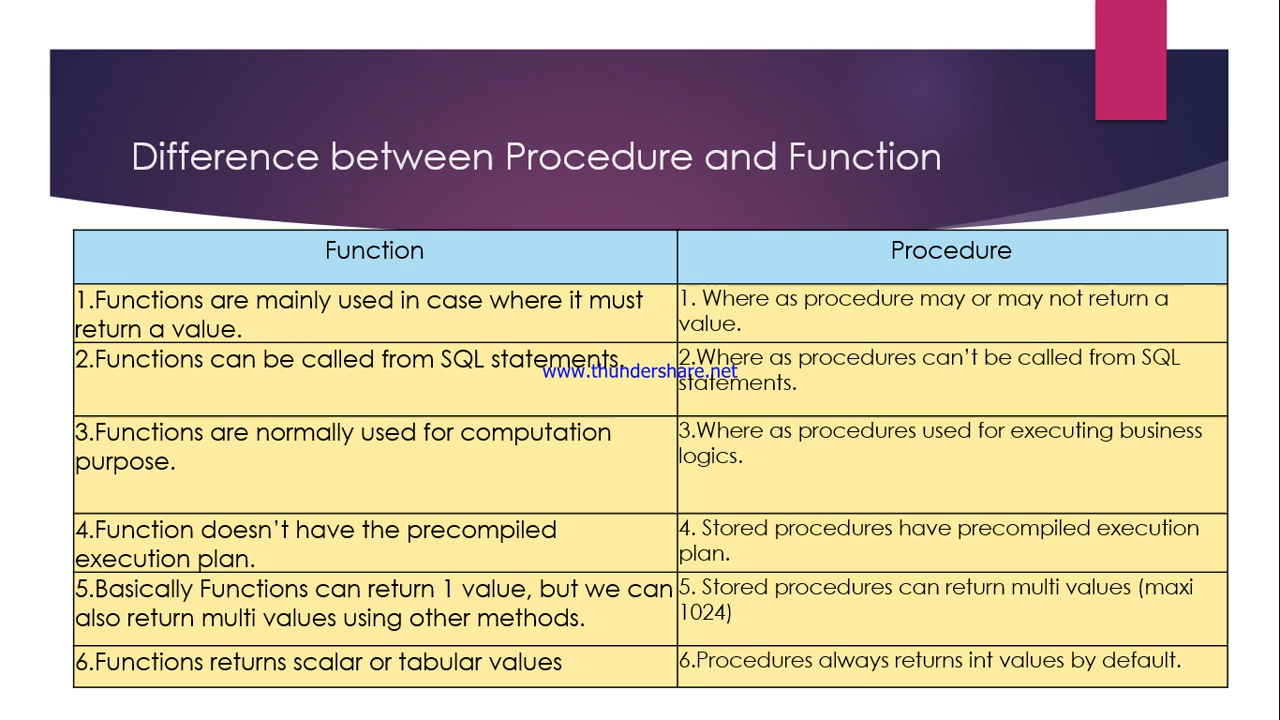 Difference between Procedure and Function
Function
Procedure
1.Functions are mainly used in case where it must
return a value.
1. Where as procedure may or may not return a
value.
2.Functions can be called from SQL statements.
2.Where as procedures can't be called from SQL
statements.
www.thundershare.net
3.Functions are normally used for computation
purpose.
3.Where as procedures used for executing business
logics.
4.Function doesn't have the precompiled
execution plan.
4. Stored procedures have precompiled execution
plan.
5.Basically Functions can return 1 value, but we can
also return multi values using other methods.
5. Stored procedures can return multi values (maxi
1024)
6.Functions returns scalar or tabular values
6.Procedures always returns int values by default.